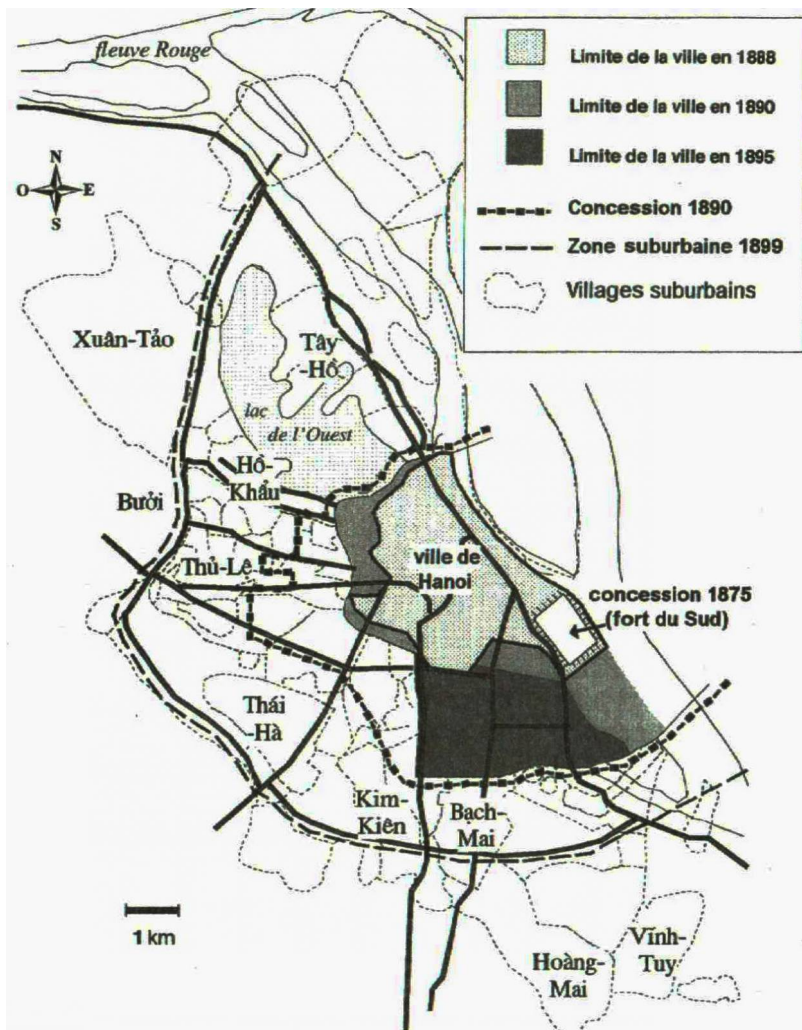 fleuve Rouge
Limite de la ville en 1888
Limite de la ville en 1890
Limite de la ville en 1895
Concession 1890
Zone suburbaine 1899
Villages suburbains
N
O
E
S
Xuân-Tảo
Tây
-Hồ
lac
de l'Ouest
Hồ-
Khẩu
Bưởi
Thủ-Lê
ville de
Hanoi
concession 1875
(fort du Sud)
Thái
-Hà
Kim-
Kiên
Bạch-
Mai
1 km
Hoàng-
Mai
Vĩnh-
Tuy